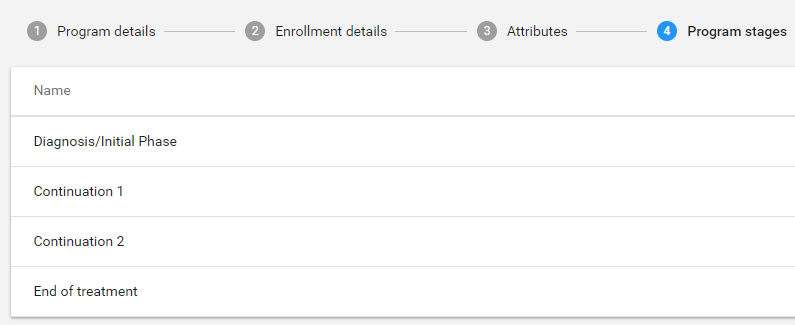 1 Program details 2 Enrollment details 3 Attributes 4 Program stages
Name
Diagnosis/Initial Phase
Continuation 1
Continuation 2
End of treatment